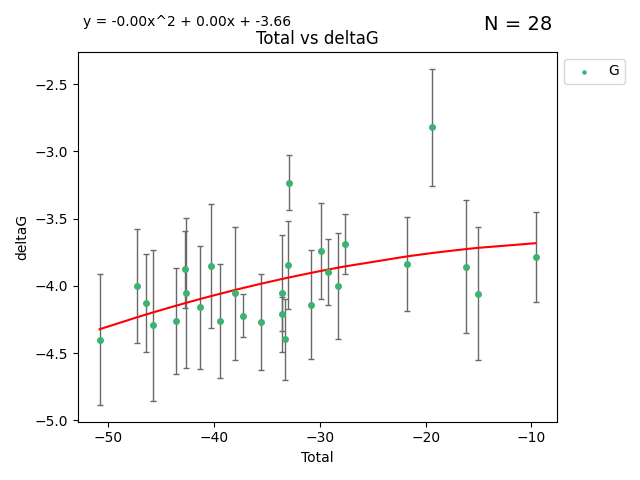 y = -0.00x^2 + 0.00x + -3.66
N = 28
Total vs deltaG
G
deltaG
−2.5
−3.0
−3.5
−4.0
−4.5
−5.0
−50 −40 −30 −20 −10
Total